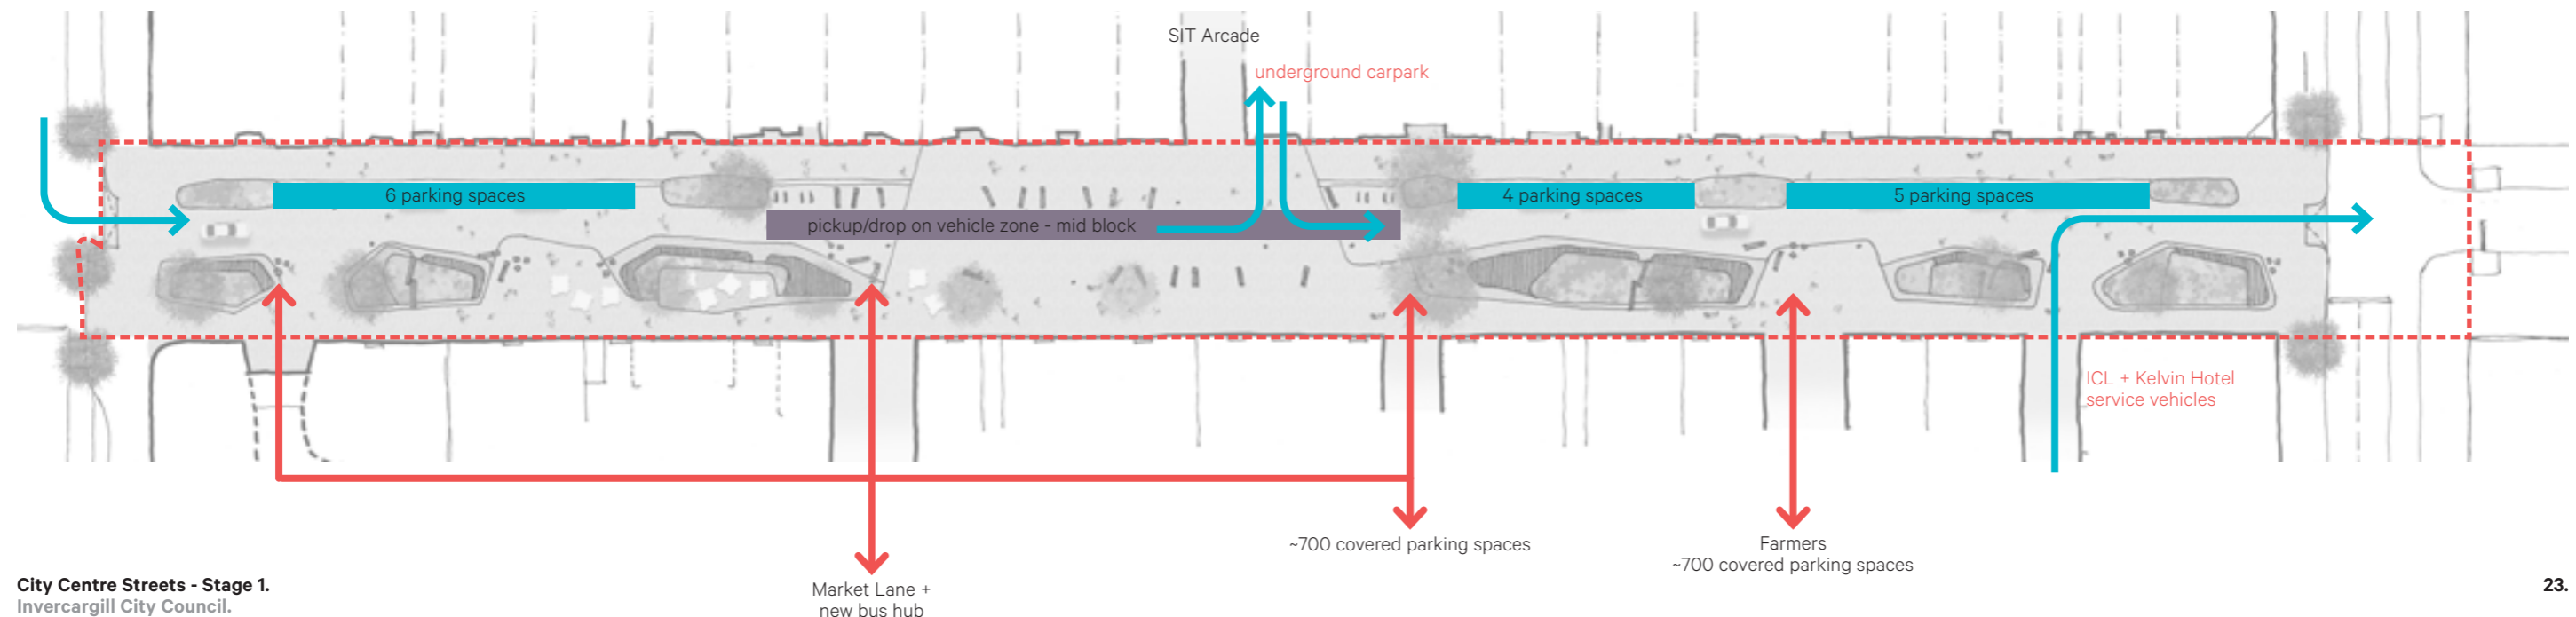 SIT Arcade
underground carpark
6 parking spaces
4 parking spaces
5 parking spaces
pickup/drop on vehicle zone - mid block
ICL + Kelvin Hotel
service vehicles
~700 covered parking spaces
Farmers
~700 covered parking spaces
Market Lane +
new bus hub
City Centre Streets - Stage 1.
Invercargill City Council.
23.